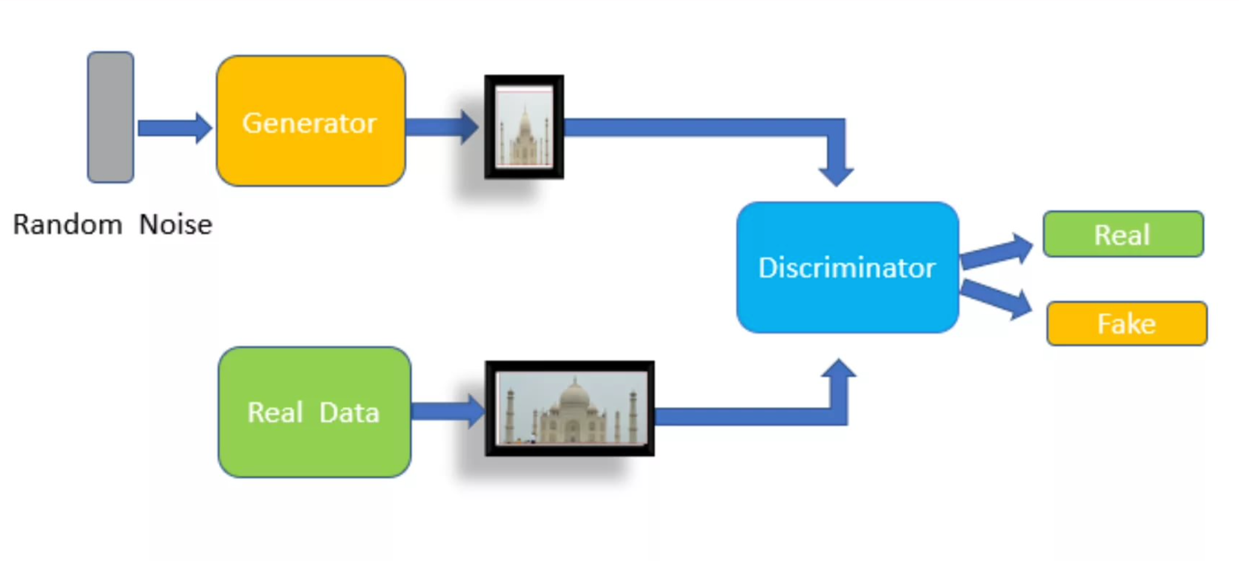 Generator
Random Noise
Real
Discriminator
Fake
Real Data